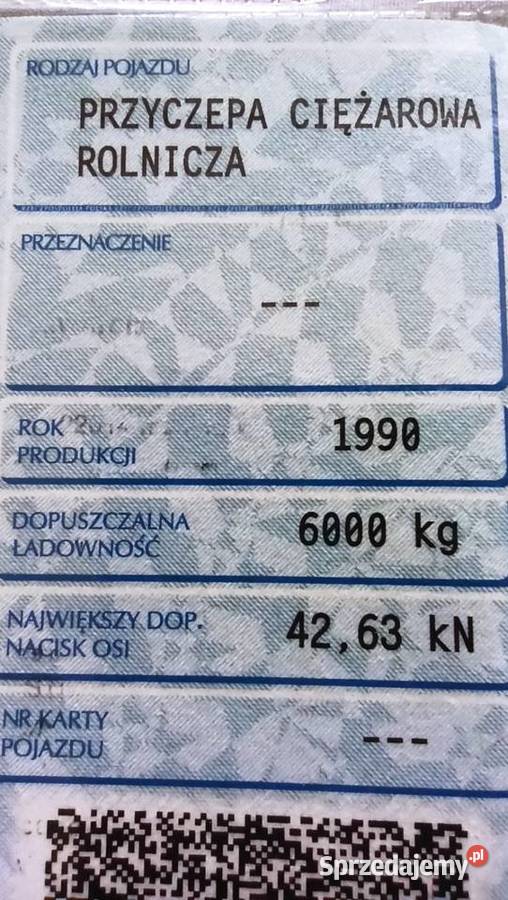 RODZAJ POJAZDU
PRZYCZEPA CIĘŻAROWA
ROLNICZA
PRZEZNACZENIE
---
ROK
PRODUKCJI
1990
DOPUSZCZALNA
ŁADOWNOŚĆ
6000 kg
NAJWIĘKSZY DOP.
NACISK OSI
42,63 kN
NR KARTY
POJAZDU
---
Sprzedajemy.pl